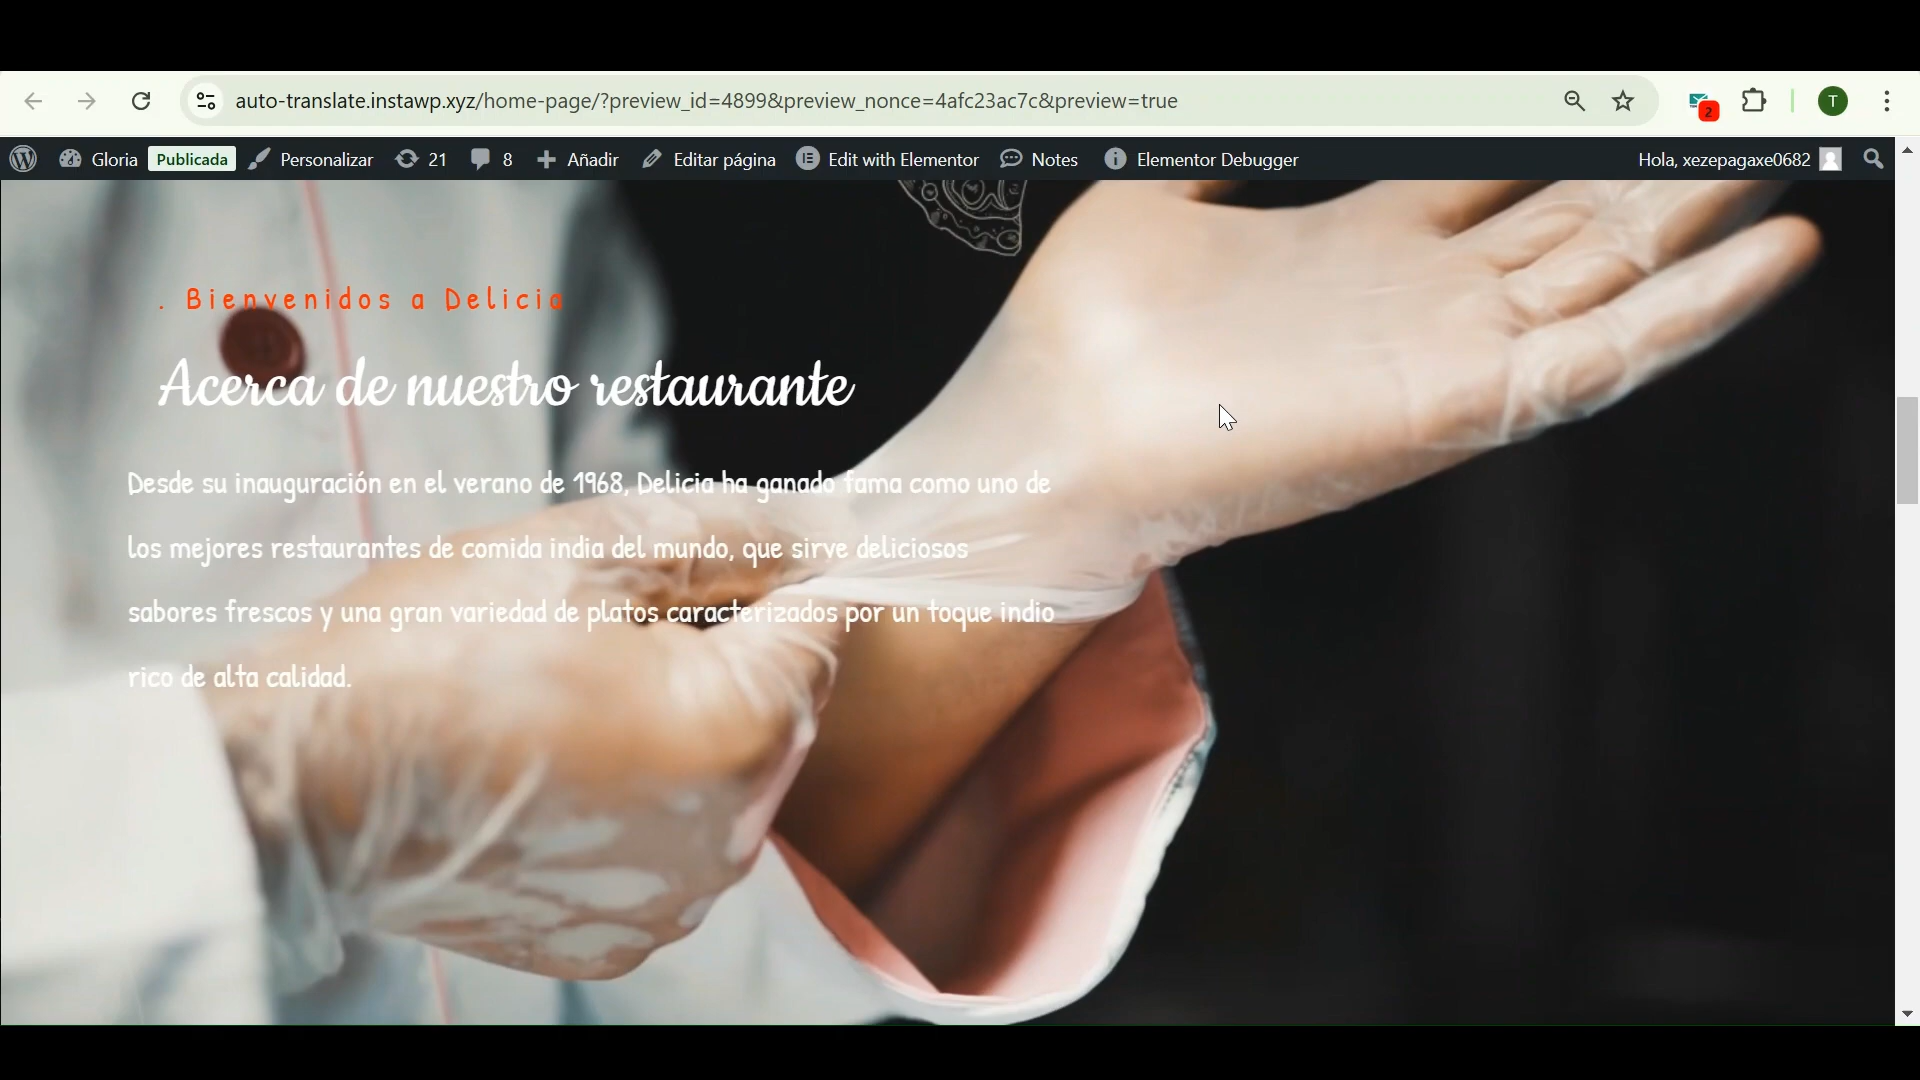 auto-translate.instawp.xyz/home-page/?preview_id=4899&preview_nonce=4afc23ac7c&preview=true
2
T
Gloria Publicada Personalizar 21 8 Añadir Editar página Edit with Elementor Notes Elementor Debugger Hola, xezepagaxe0682
. Bienvenidos a Delicia
Acerca de nuestro restaurante
Desde su inauguración en el verano de 1968, Delicia ha ganado fama como uno de
los mejores restaurantes de comida india del mundo, que sirve deliciosos
sabores frescos y una gran variedad de platos caracterizados por un toque indio
rico de alta calidad.